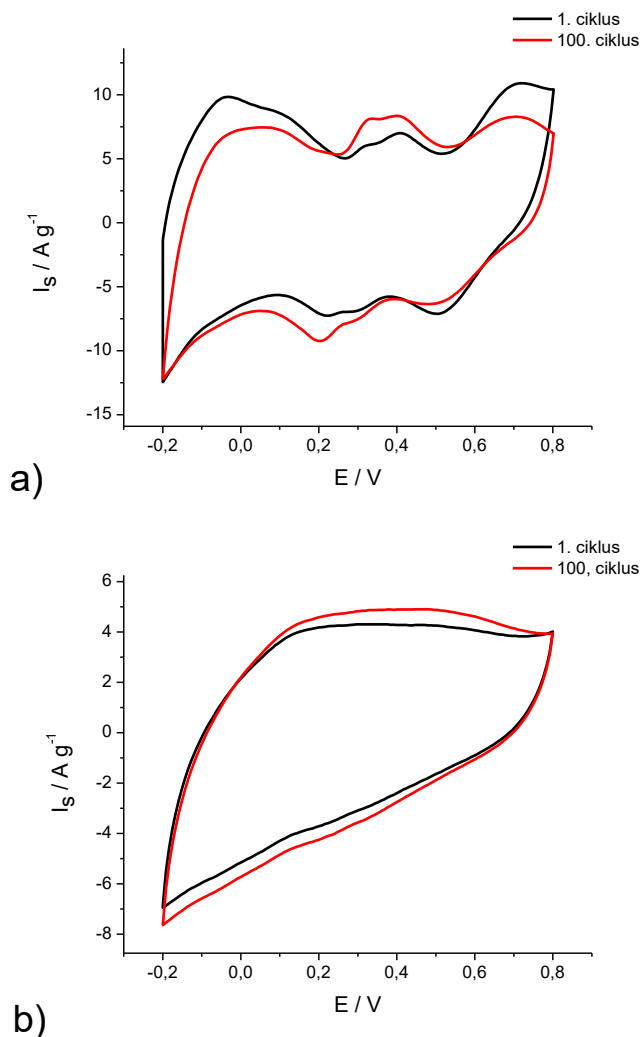 1. ciklus
100. ciklus
10
5
0
-5
-10
-15
I_s / A g⁻¹
-0,2 0,0 0,2 0,4 0,6 0,8
E / V
a)
1. ciklus
100, ciklus
6
4
2
0
-2
-4
-6
-8
I_s / A g⁻¹
-0,2 0,0 0,2 0,4 0,6 0,8
E / V
b)